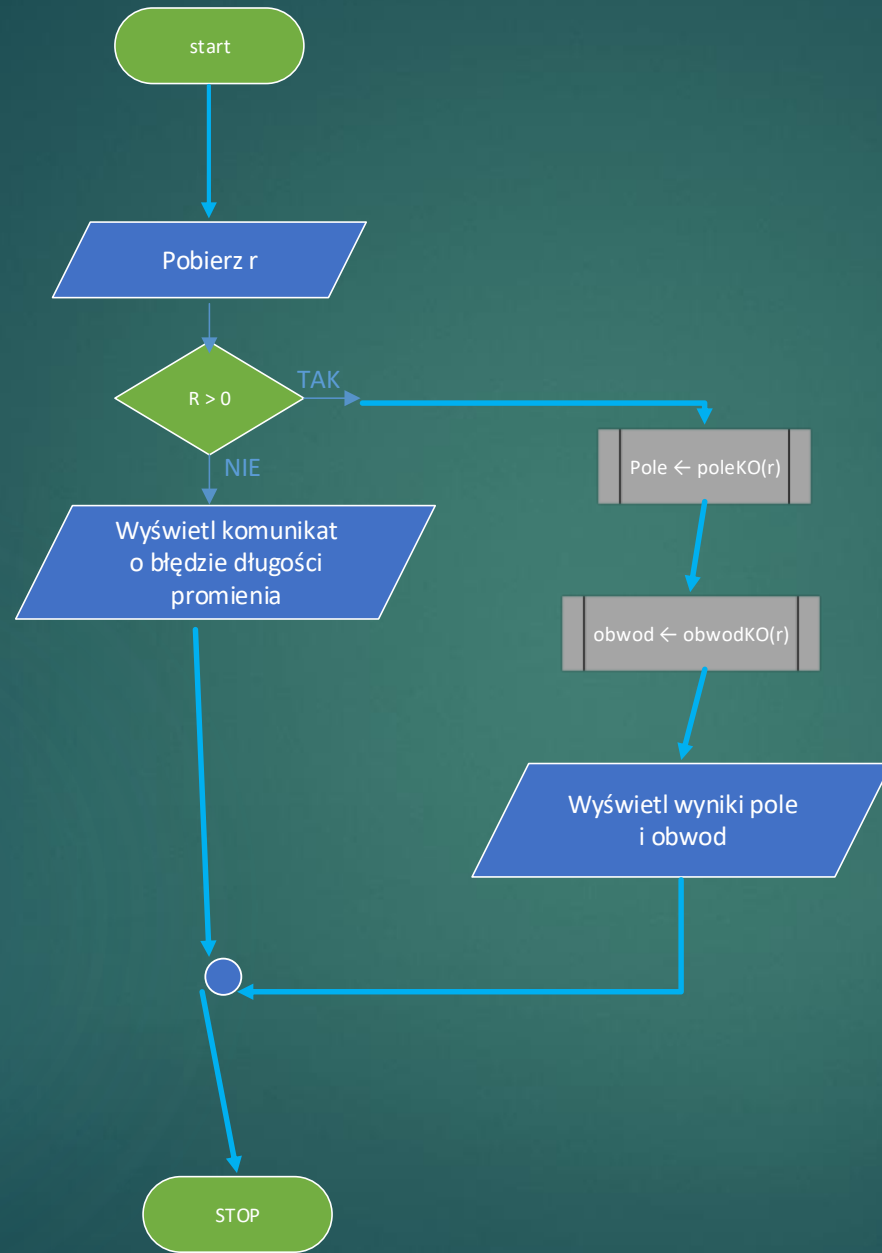 start
Pobierz r
R > 0
TAK
NIE
Pole ← poleKO(r)
Wyświetl komunikat
o błędzie długości
promienia
obwod ← obwodKO(r)
Wyświetl wyniki pole
i obwod
STOP